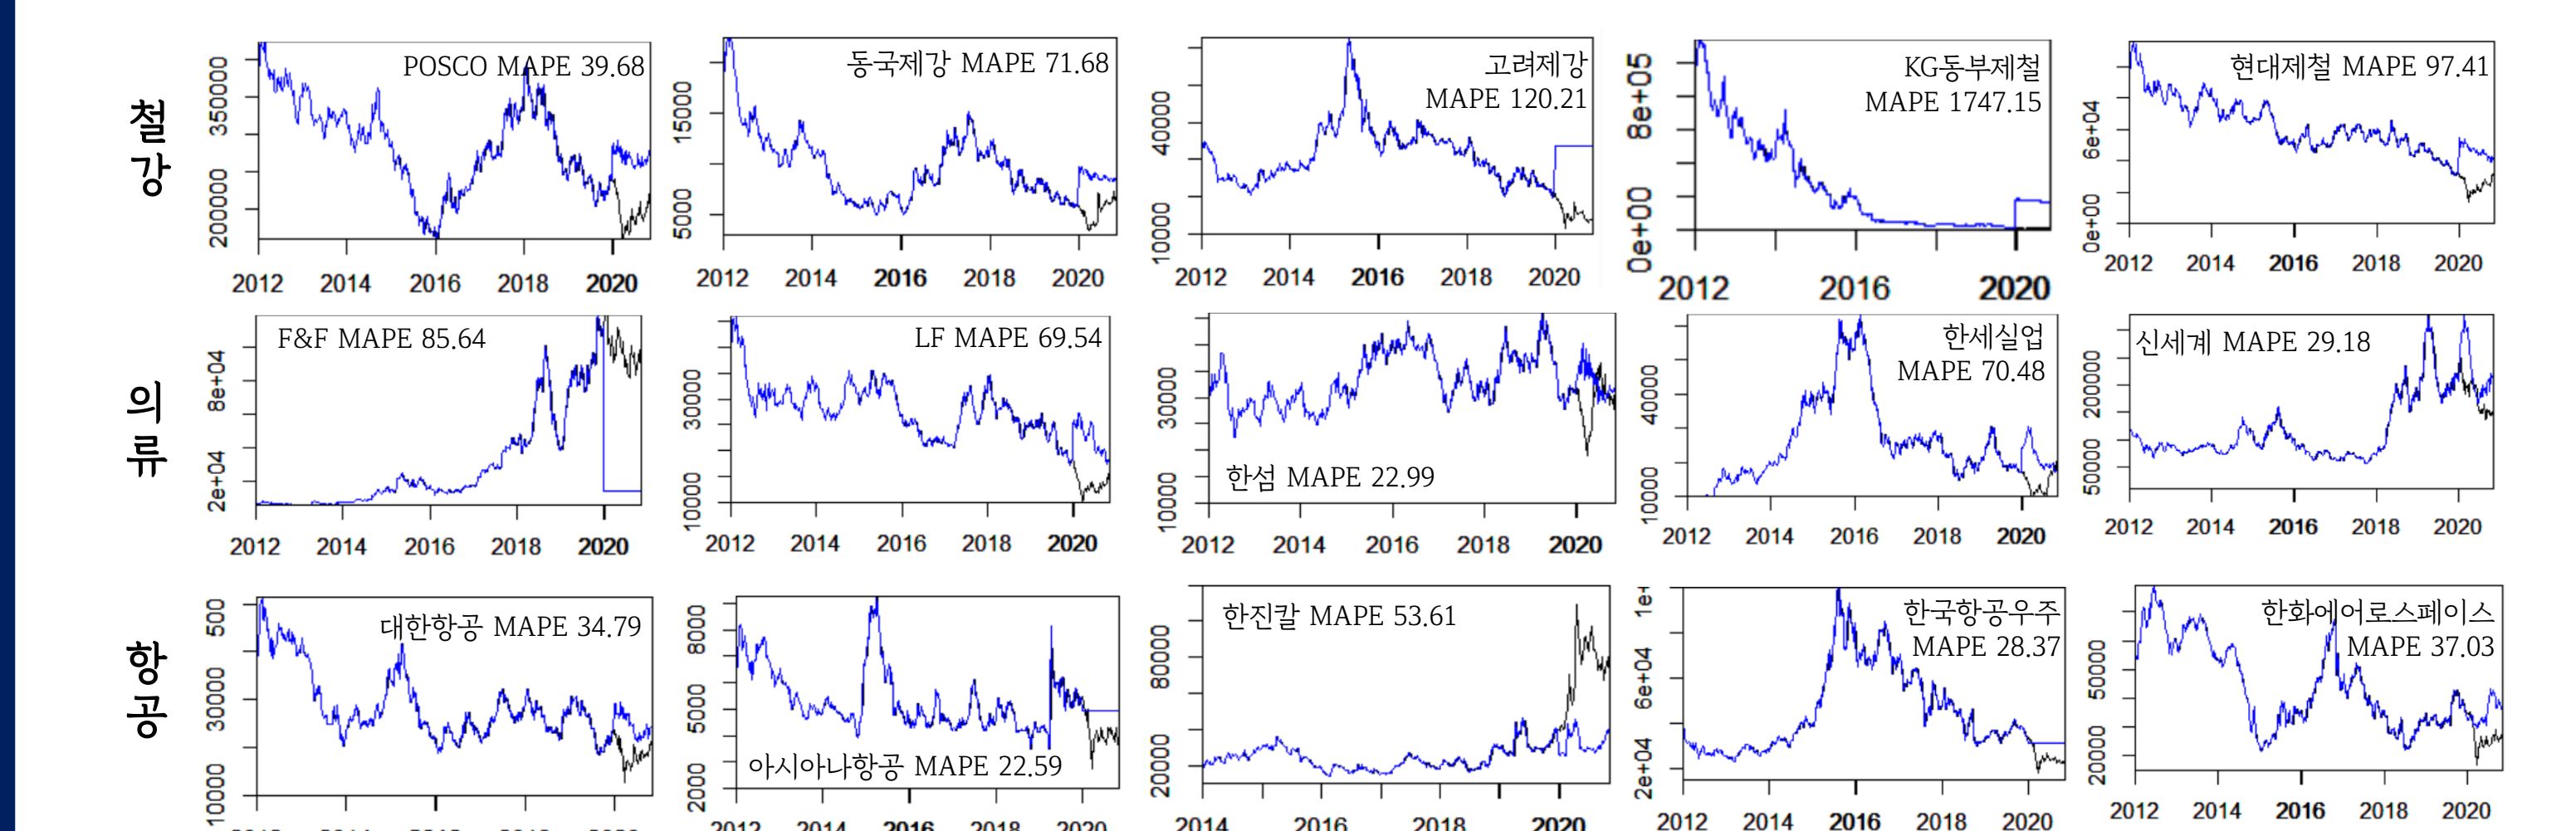 철강
POSCO MAPE 39.68
350000
200000
2012 2014 2016 2018 2020
동국제강 MAPE 71.68
15000
5000
2012 2014 2016 2018 2020
고려제강
MAPE 120.21
40000
10000
2012 2014 2016 2018 2020
KG동부제철
MAPE 1747.15
8e+05
0e+00
2012 2016 2020
현대제철 MAPE 97.41
6e+04
0e+00
2012 2014 2016 2018 2020
의류
F&F MAPE 85.64
8e+04
2e+04
2012 2014 2016 2018 2020
LF MAPE 69.54
30000
10000
2012 2014 2016 2018 2020
한섬 MAPE 22.99
30000
10000
2012 2014 2016 2018 2020
한세실업
MAPE 70.48
40000
10000
2012 2014 2016 2018 2020
신세계 MAPE 29.18
200000
50000
2012 2014 2016 2018 2020
항공
대한항공 MAPE 34.79
30000
10000
아시아나항공 MAPE 22.59
8000
5000
2000
2012 2014 2016 2018 2020
한진칼 MAPE 53.61
80000
20000
2014 2016 2018 2020
한국항공우주
MAPE 28.37
6e+04
2e+04
2012 2014 2016 2018 2020
한화에어로스페이스
MAPE 37.03
50000
20000
2012 2014 2016 2018 2020